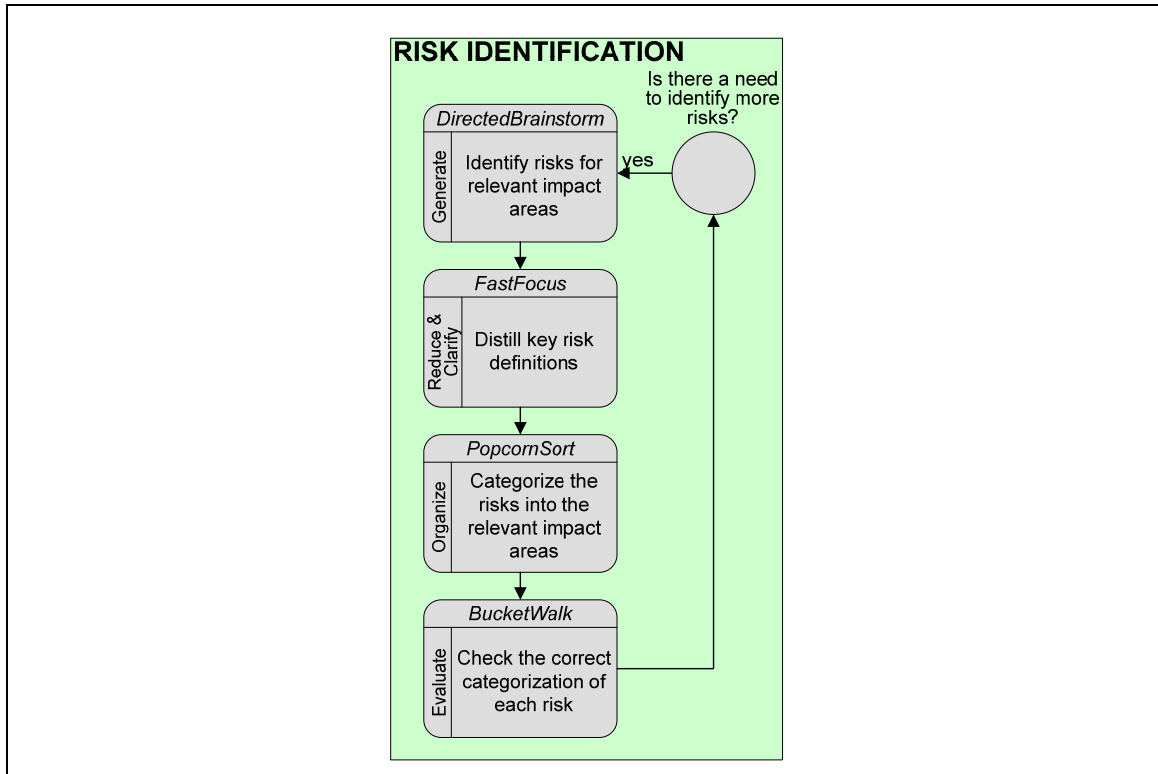 RISK IDENTIFICATION
Is there a need
to identify more
risks?
DirectedBrainstorm
Generate
Identify risks for
relevant impact
areas
yes
FastFocus
Reduce &
Clarify
Distill key risk
definitions
PopcornSort
Organize
Categorize the
risks into the
relevant impact
areas
BucketWalk
Evaluate
Check the correct
categorization of
each risk